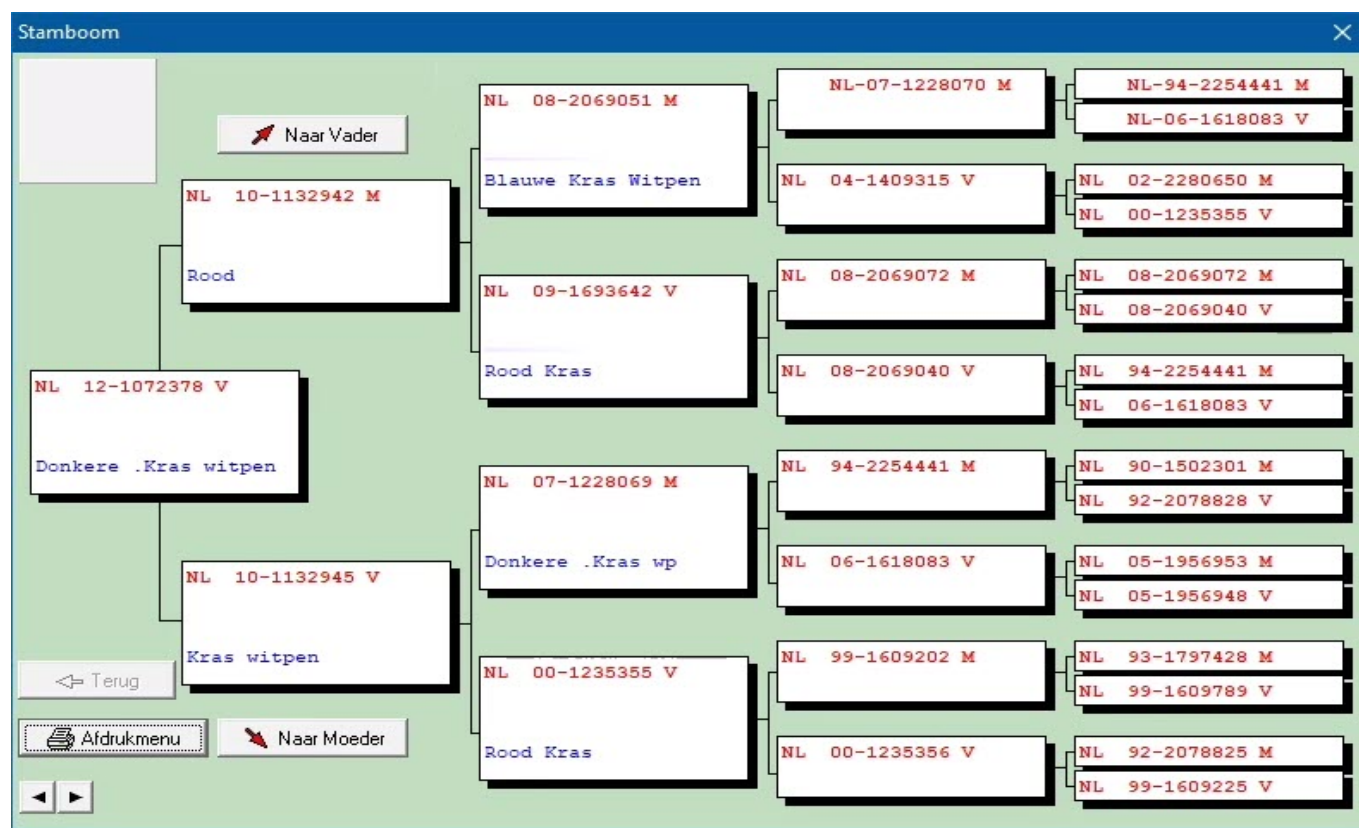 Stamboom
Naar Vader
NL 12-1072378 V
Donkere .Kras witpen
NL 10-1132942 M
Rood
NL 10-1132945 V
Kras witpen
NL 08-2069051 M
Blauwe Kras Witpen
NL 09-1693642 V
Rood Kras
NL 07-1228069 M
Donkere .Kras wp
NL 00-1235355 V
Rood Kras
NL-07-1228070 M
NL 04-1409315 V
NL 08-2069072 M
NL 08-2069040 V
NL 94-2254441 M
NL 06-1618083 V
NL 99-1609202 M
NL 00-1235356 V
NL-94-2254441 M
NL-06-1618083 V
NL 02-2280650 M
NL 00-1235355 V
NL 08-2069072 M
NL 08-2069040 V
NL 94-2254441 M
NL 06-1618083 V
NL 90-1502301 M
NL 92-2078828 V
NL 05-1956953 M
NL 05-1956948 V
NL 93-1797428 M
NL 99-1609789 V
NL 92-2078825 M
NL 99-1609225 V
Terug
Afdrukmenu
Naar Moeder